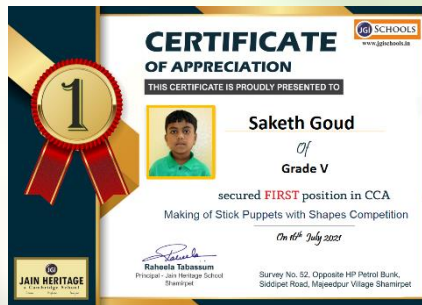 CERTIFICATE
OF APPRECIATION
THIS CERTIFICATE IS PROUDLY PRESENTED TO
JGI SCHOOLS
www.jgischools.in
1
Saketh Goud
Of
Grade V
secured FIRST position in CCA
Making of Stick Puppets with Shapes Competition
On 16th July 2021
Raheela Tabassum
Principal - Jain Heritage School
Shamirpet
Survey No. 52, Opposite HP Petrol Bunk,
Siddipet Road, Majeedpur Village Shamirpet
JGI
JAIN HERITAGE
a Cambridge School